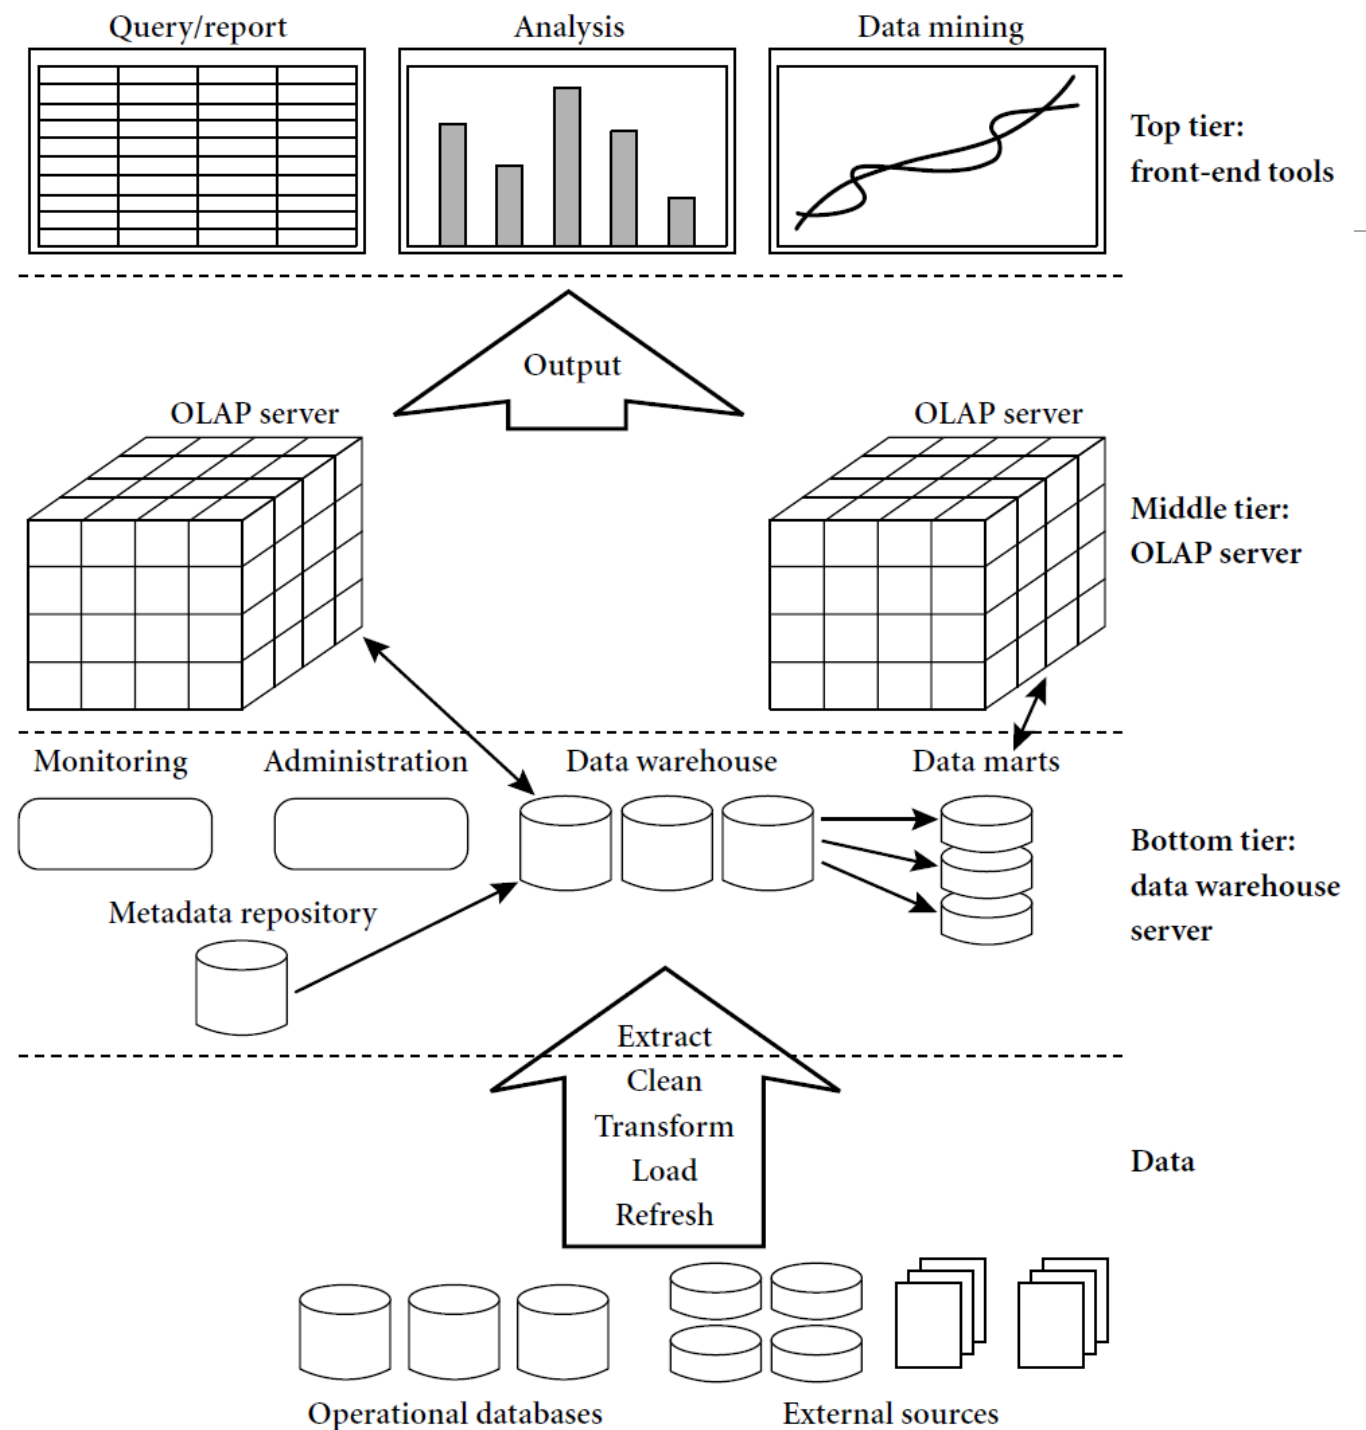 Query/report
Analysis
Data mining
Top tier:
front-end tools
Output
OLAP server
OLAP server
Middle tier:
OLAP server
Monitoring
Administration
Data warehouse
Data marts
Bottom tier:
data warehouse
server
Metadata repository
Extract
Clean
Transform
Load
Refresh
Data
Operational databases
External sources